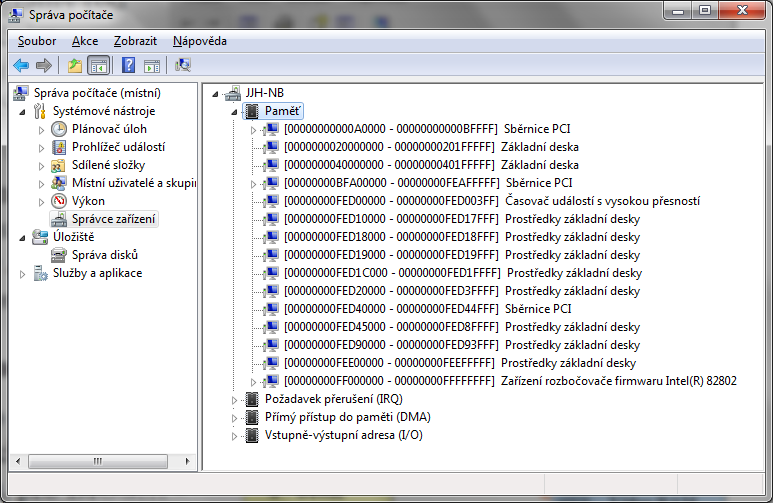 Správa počítače
Soubor Akce Zobrazit Nápověda
Správa počítače (místní)
Systémové nástroje
Plánovač úloh
Prohlížeč událostí
Sdílené složky
Místní uživatelé a skupin
Výkon
Správce zařízení
Úložiště
Správa disků
Služby a aplikace
JJH-NB
Paměť
[00000000000A0000 - 00000000000BFFFF] Sběrnice PCI
[0000000020000000 - 00000000201FFFFF] Základní deska
[0000000040000000 - 00000000401FFFFF] Základní deska
[00000000BFA00000 - 00000000FEAFFFFF] Sběrnice PCI
[00000000FED00000 - 00000000FED003FF] Časovač událostí s vysokou přesností
[00000000FED10000 - 00000000FED17FFF] Prostředky základní desky
[00000000FED18000 - 00000000FED18FFF] Prostředky základní desky
[00000000FED19000 - 00000000FED19FFF] Prostředky základní desky
[00000000FED1C000 - 00000000FED1FFFF] Prostředky základní desky
[00000000FED20000 - 00000000FED3FFFF] Prostředky základní desky
[00000000FED40000 - 00000000FED44FFF] Sběrnice PCI
[00000000FED45000 - 00000000FED8FFFF] Prostředky základní desky
[00000000FED90000 - 00000000FED93FFF] Prostředky základní desky
[00000000FEE00000 - 00000000FEEFFFFF] Prostředky základní desky
[00000000FF000000 - 00000000FFFFFFFF] Zařízení rozbočovače firmwaru Intel(R) 82802
Požadavek přerušení (IRQ)
Přímý přístup do paměti (DMA)
Vstupně-výstupní adresa (I/O)